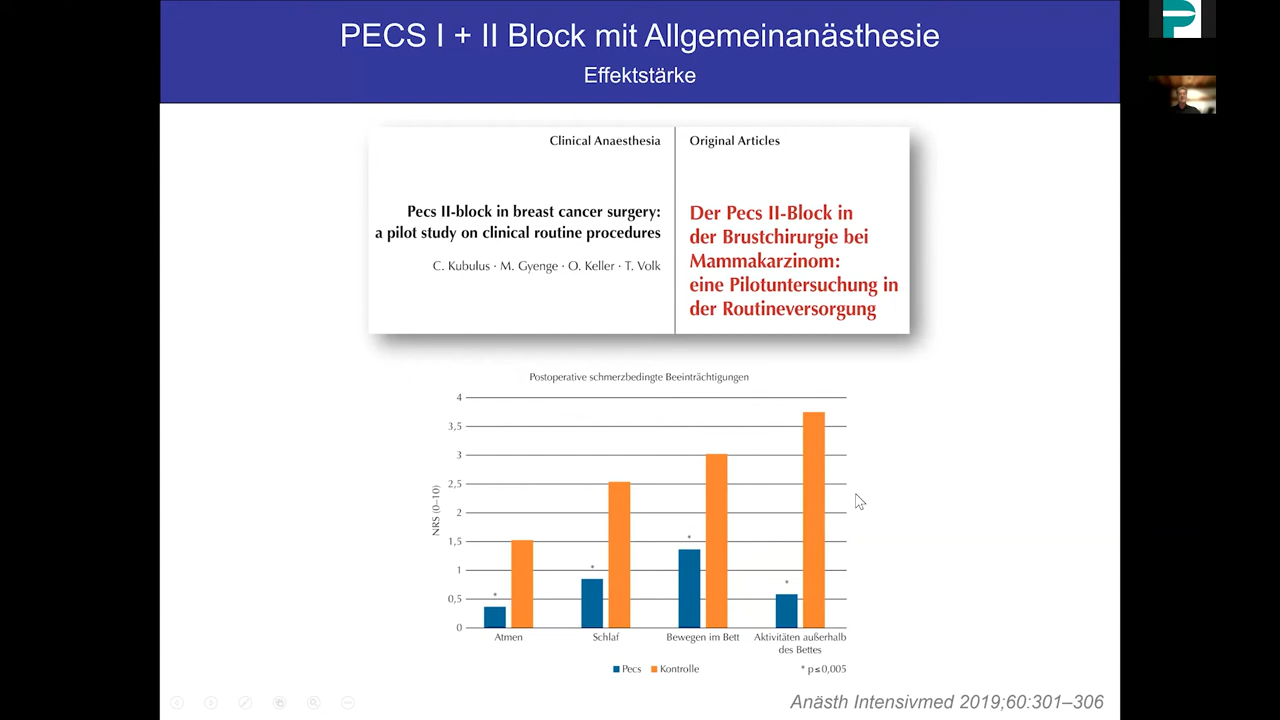 PECS I + II Block mit Allgemeinanästhesie
Effektstärke
Clinical Anaesthesia
Original Articles
Pecs II-block in breast cancer surgery:
a pilot study on clinical routine procedures
C. Kubulus · M. Gyenge · O. Keller · T. Volk
Der Pecs II-Block in
der Brustchirurgie bei
Mammakarzinom:
eine Pilotuntersuchung in
der Routineversorgung
Postoperative schmerzbedingte Beeinträchtigungen
NRS (0–10)
4
3,5
3
2,5
2
1,5
1
0,5
0
*
*
*
*
Atmen
Schlaf
Bewegen im Bett
Aktivitäten außerhalb
des Bettes
Pecs
Kontrolle
* p≤0,005
Anästh Intensivmed 2019;60:301–306